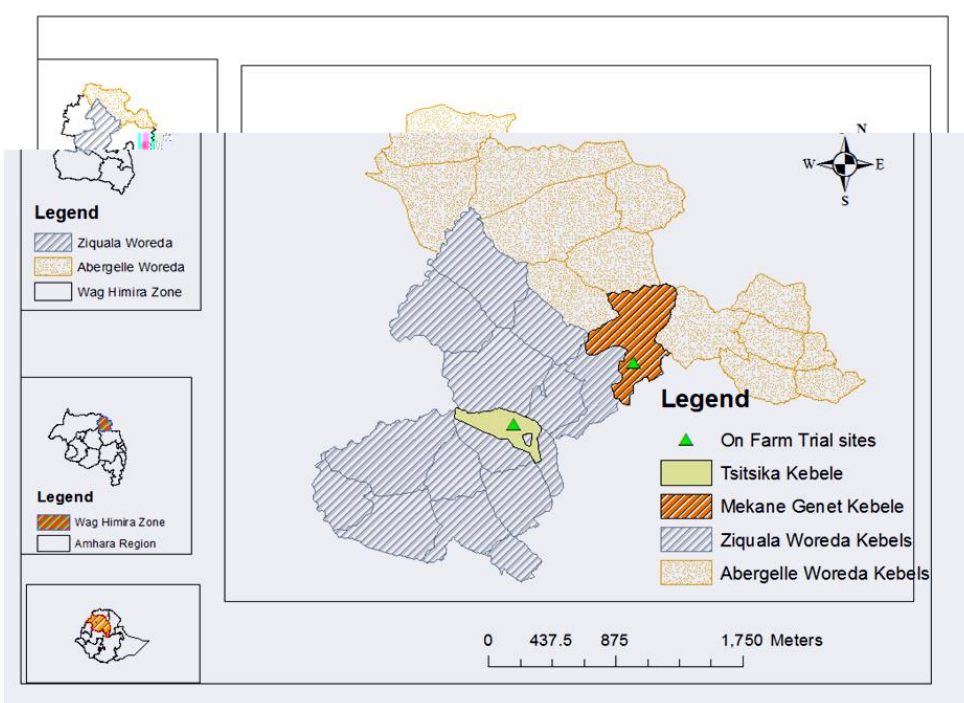 N
W E
S
Legend
Ziquala Woreda
Abergelle Woreda
Wag Himira Zone
Legend
Wag Himira Zone
Amhara Region
Legend
On Farm Trial sites
Tsitsika Kebele
Mekane Genet Kebele
Ziquala Woreda Kebels
Abergelle Woreda Kebels
0 437.5 875 1,750 Meters